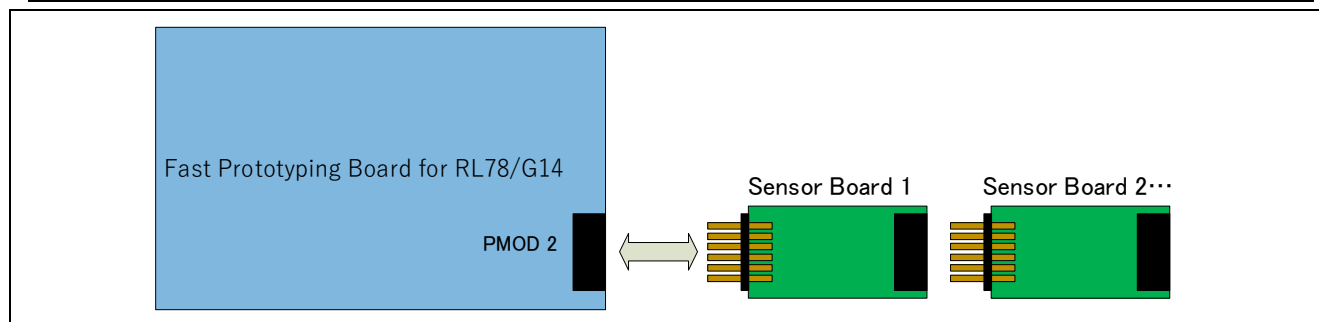 Fast Prototyping Board for RL78/G14
PMOD 2
Sensor Board 1
Sensor Board 2···